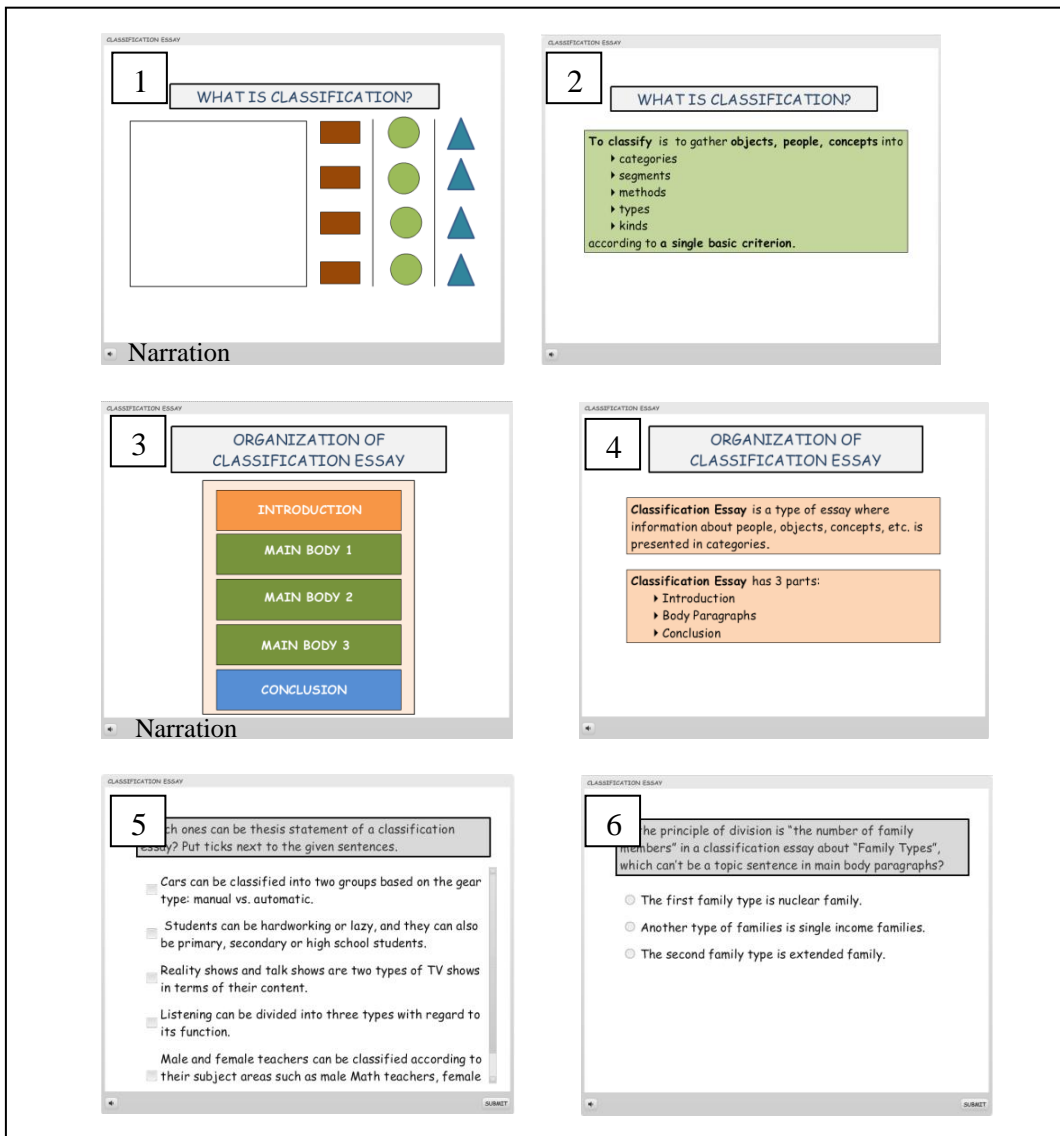 CLASSIFICATION ESSAY
1
WHAT IS CLASSIFICATION?
Narration
CLASSIFICATION ESSAY
2
WHAT IS CLASSIFICATION?
To classify is to gather objects, people, concepts into
categories
segments
methods
types
kinds
according to a single basic criterion.
CLASSIFICATION ESSAY
3
ORGANIZATION OF
CLASSIFICATION ESSAY
INTRODUCTION
MAIN BODY 1
MAIN BODY 2
MAIN BODY 3
CONCLUSION
Narration
CLASSIFICATION ESSAY
4
ORGANIZATION OF
CLASSIFICATION ESSAY
Classification Essay is a type of essay where
information about people, objects, concepts, etc. is
presented in categories.
Classification Essay has 3 parts:
Introduction
Body Paragraphs
Conclusion
CLASSIFICATION ESSAY
5
ones can be thesis statement of a classification
essay? Put ticks next to the given sentences.
Cars can be classified into two groups based on the gear
type: manual vs. automatic.
Students can be hardworking or lazy, and they can also
be primary, secondary or high school students.
Reality shows and talk shows are two types of TV shows
in terms of their content.
Listening can be divided into three types with regard to
its function.
Male and female teachers can be classified according to
their subject areas such as male Math teachers, female
SUBMIT
CLASSIFICATION ESSAY
6
the principle of division is “the number of family
members” in a classification essay about “Family Types”,
which can't be a topic sentence in main body paragraphs?
The first family type is nuclear family.
Another type of families is single income families.
The second family type is extended family.
SUBMIT